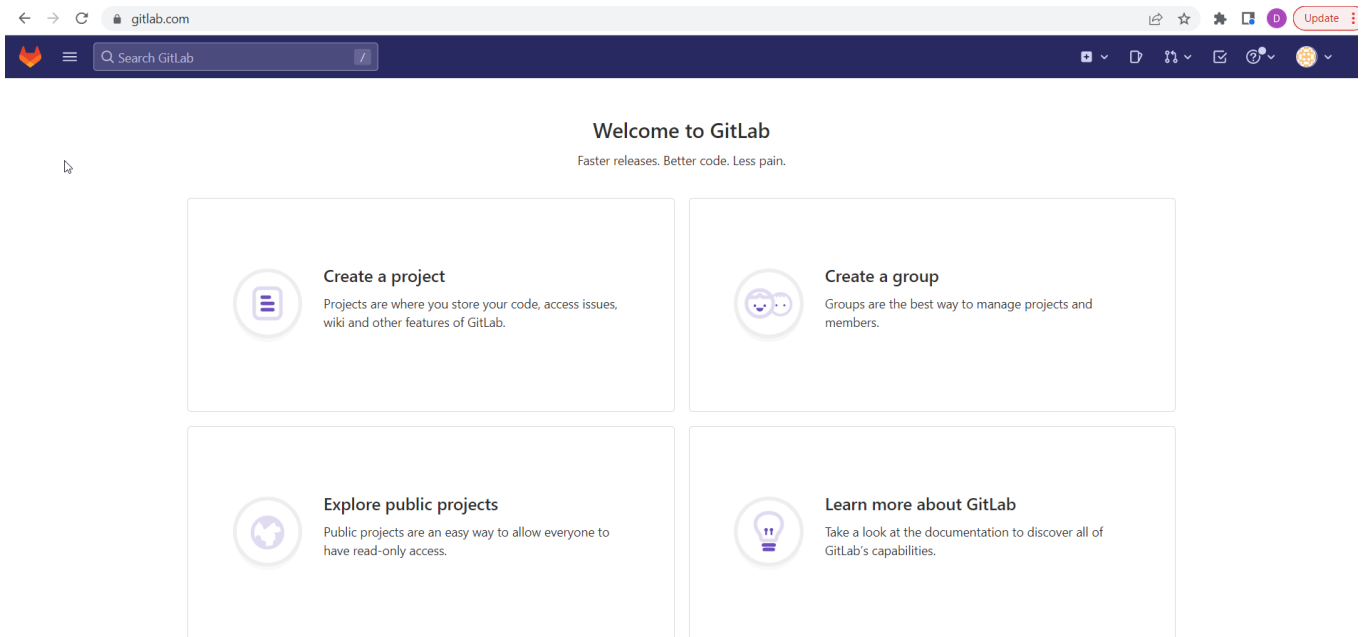 gitlab.com
D
Update
Search GitLab
/
Welcome to GitLab
Faster releases. Better code. Less pain.
Create a project
Projects are where you store your code, access issues,
wiki and other features of GitLab.
Create a group
Groups are the best way to manage projects and
members.
Explore public projects
Public projects are an easy way to allow everyone to
have read-only access.
Learn more about GitLab
Take a look at the documentation to discover all of
GitLab's capabilities.